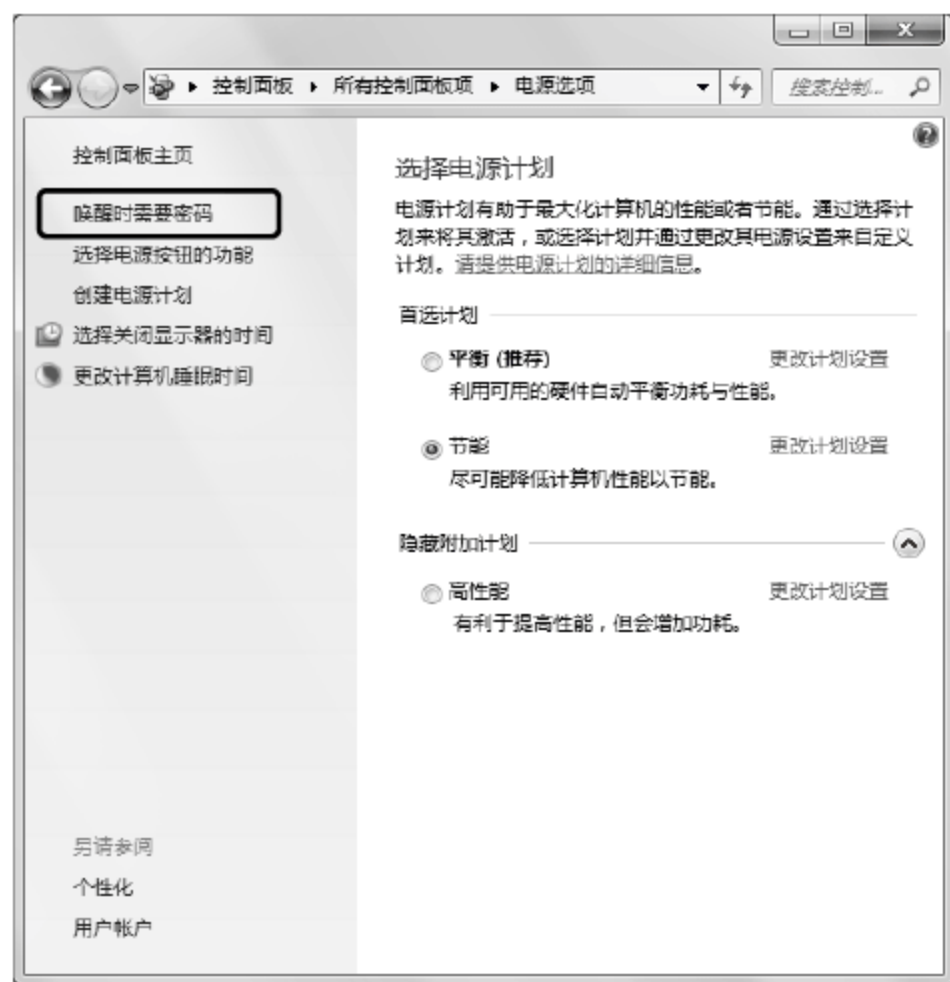 控制面板 ▸ 所有控制面板项 ▸ 电源选项
搜索控制...
控制面板主页
唤醒时需要密码
选择电源按钮的功能
创建电源计划
选择关闭显示器的时间
更改计算机睡眠时间
另请参阅
个性化
用户帐户
选择电源计划
电源计划有助于最大化计算机的性能或者节能。通过选择计
划来将其激活，或选择计划并通过更改其电源设置来自定义
计划。请提供电源计划的详细信息。
首选计划
平衡 (推荐) 更改计划设置
利用可用的硬件自动平衡功耗与性能。
节能 更改计划设置
尽可能降低计算机性能以节能。
隐藏附加计划
高性能 更改计划设置
有利于提高性能，但会增加功耗。